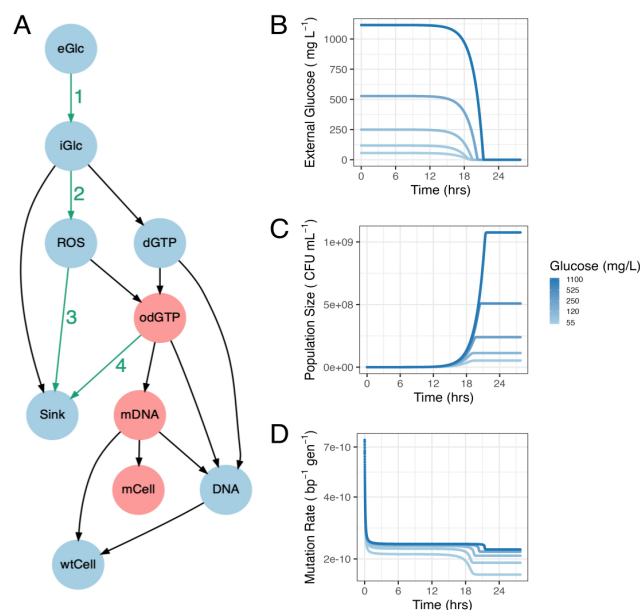 A
eGlc
1
iGlc
2
ROS
dGTP
3
odGTP
4
Sink
mDNA
mCell
DNA
wtCell
B
External Glucose ( mg L⁻¹)
1000
750
500
250
0
0 6 12 18 24
Time (hrs)
C
Population Size ( CFU mL⁻¹)
1e+09
5e+08
0e+00
0 6 12 18 24
Time (hrs)
Glucose (mg/L)
1100
525
250
120
55
D
Mutation Rate ( bp⁻¹ gen⁻¹)
7e-10
4e-10
2e-10
0 6 12 18 24
Time (hrs)